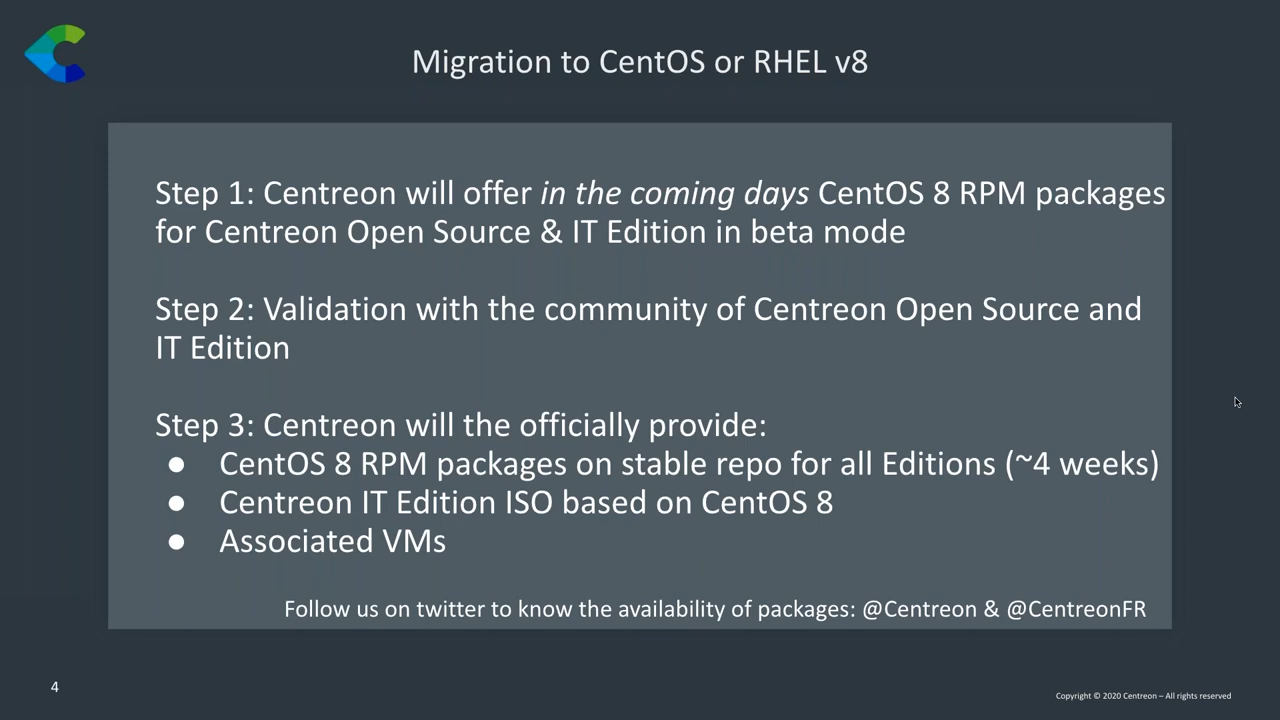 Migration to CentOS or RHEL v8
Step 1: Centreon will offer in the coming days CentOS 8 RPM packages
for Centreon Open Source & IT Edition in beta mode
Step 2: Validation with the community of Centreon Open Source and
IT Edition
Step 3: Centreon will the officially provide:
● CentOS 8 RPM packages on stable repo for all Editions (~4 weeks)
● Centreon IT Edition ISO based on CentOS 8
● Associated VMs
Follow us on twitter to know the availability of packages: @Centreon & @CentreonFR
4
Copyright © 2020 Centreon – All rights reserved